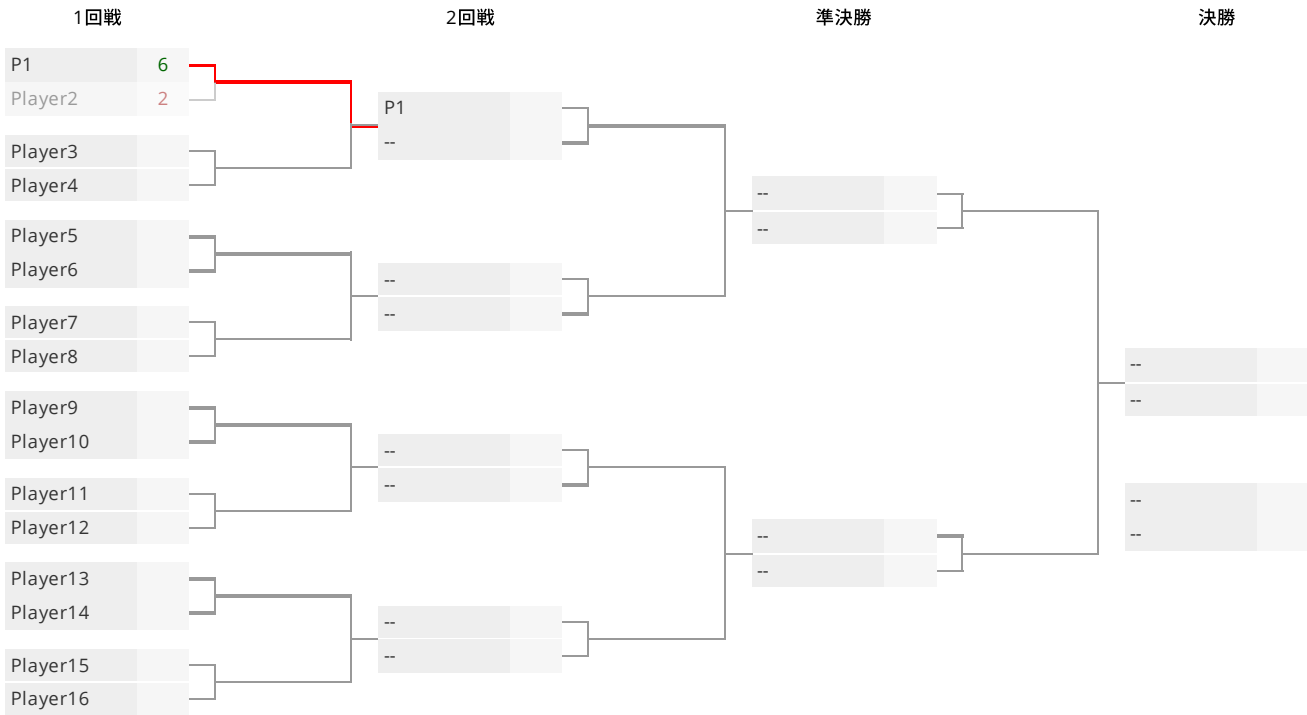 1回戦 2回戦 準決勝 決勝
P1 6
Player2 2
P1
--
Player3
Player4
--
--
Player5
Player6
--
--
Player7
Player8
--
--
Player9
Player10
--
--
Player11
Player12
--
--
--
--
Player13
Player14
--
--
Player15
Player16